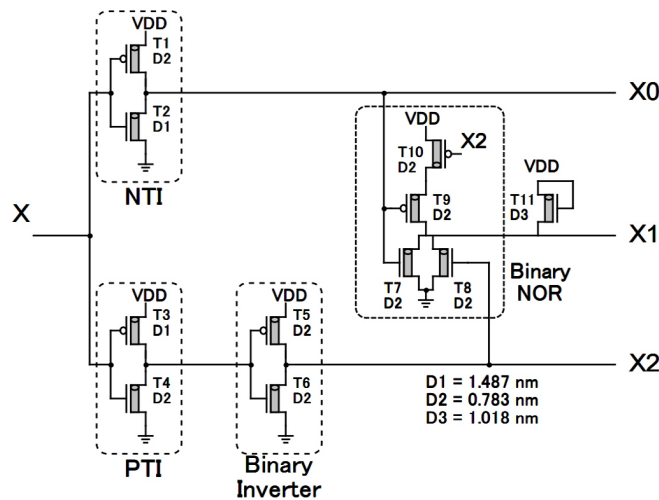 VDD
T1
D2
T2
D1
NTI
X0
VDD
X2
T10
D2
VDD
T9
D2
T11
D3
X
X1
T7
D2
T8
D2
Binary
NOR
VDD
T3
D1
T4
D2
PTI
VDD
T5
D2
T6
D2
Binary
Inverter
X2
D1 = 1.487 nm
D2 = 0.783 nm
D3 = 1.018 nm